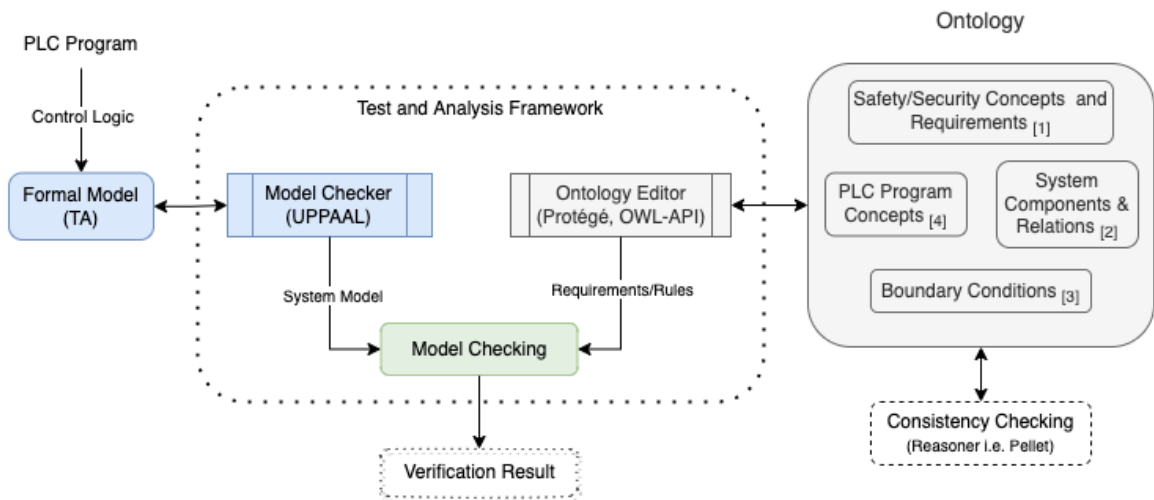 Ontology
PLC Program
Control Logic
Formal Model
(TA)
Test and Analysis Framework
Model Checker
(UPPAAL)
Ontology Editor
(Protégé, OWL-API)
System Model
Requirements/Rules
Model Checking
Verification Result
Safety/Security Concepts and
Requirements [1]
PLC Program
Concepts [4]
System
Components &
Relations [2]
Boundary Conditions [3]
Consistency Checking
(Reasoner i.e. Pellet)